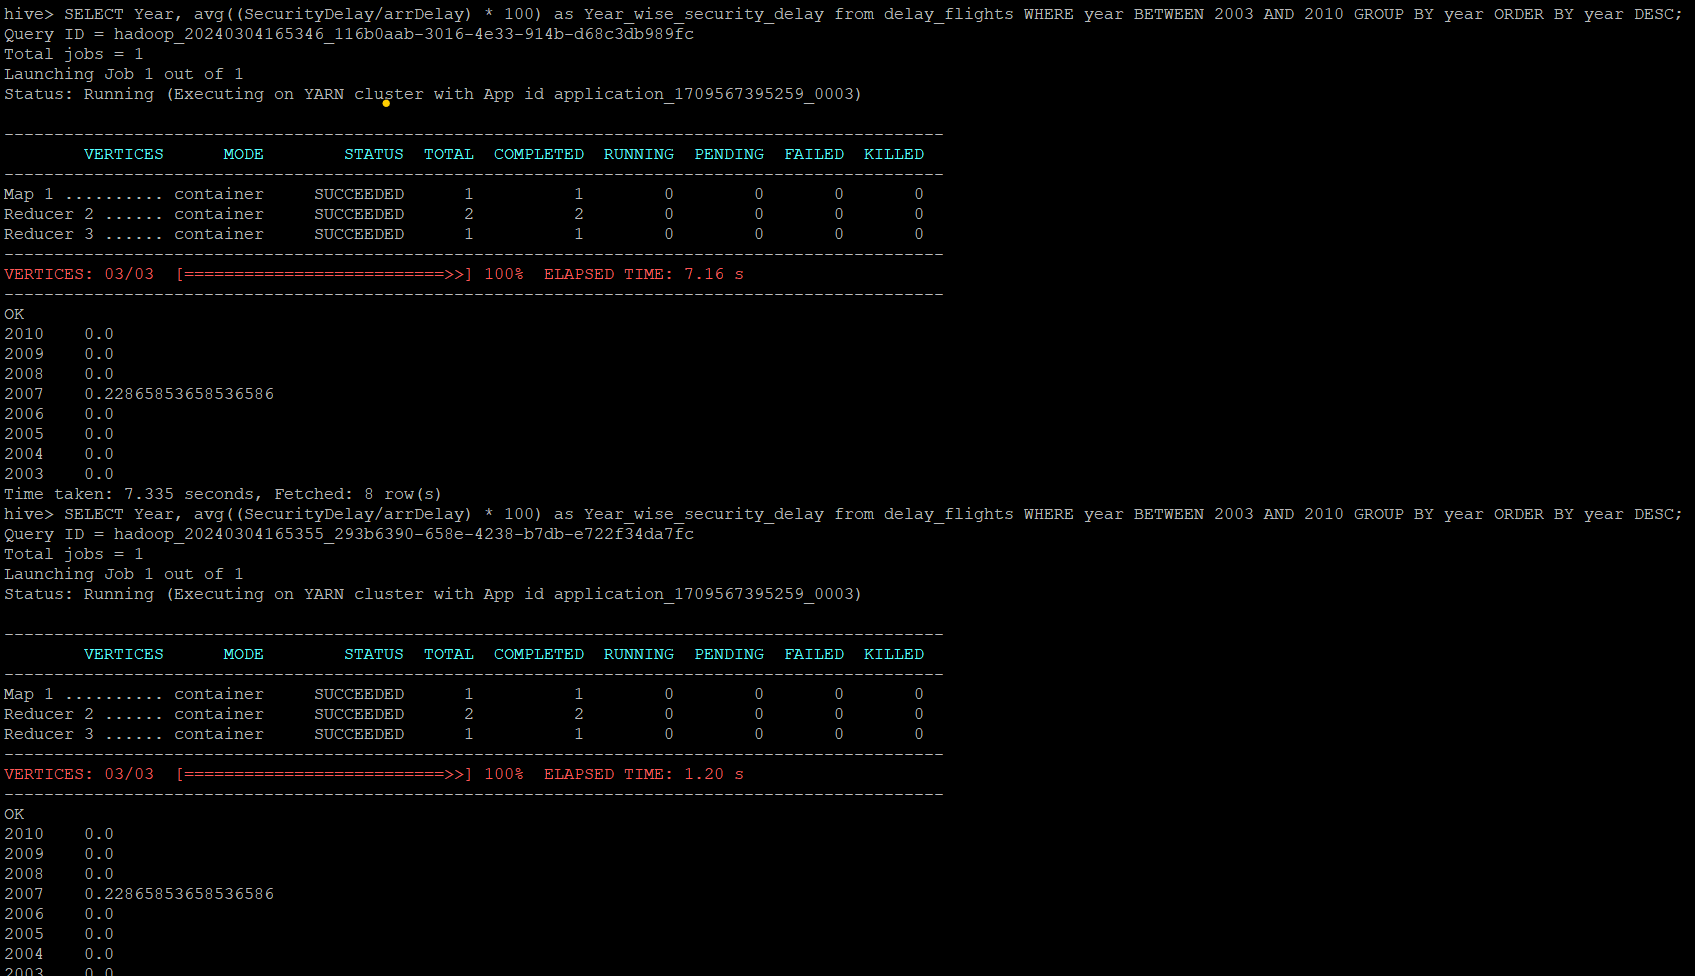 hive> SELECT Year, avg((SecurityDelay/arrDelay) * 100) as Year_wise_security_delay from delay_flights WHERE year BETWEEN 2003 AND 2010 GROUP BY year ORDER BY year DESC;
Query ID = hadoop_20240304165346_116b0aab-3016-4e33-914b-d68c3db989fc
Total jobs = 1
Launching Job 1 out of 1
Status: Running (Executing on YARN cluster with App id application_1709567395259_0003)

----------------------------------------------------------------------------------------------
        VERTICES      MODE        STATUS  TOTAL  COMPLETED  RUNNING  PENDING  FAILED  KILLED
----------------------------------------------------------------------------------------------
Map 1 .......... container     SUCCEEDED      1          1        0        0       0       0
Reducer 2 ...... container     SUCCEEDED      2          2        0        0       0       0
Reducer 3 ...... container     SUCCEEDED      1          1        0        0       0       0
----------------------------------------------------------------------------------------------
VERTICES: 03/03  [==========================>>] 100%  ELAPSED TIME: 7.16 s
----------------------------------------------------------------------------------------------
OK
2010    0.0
2009    0.0
2008    0.0
2007    0.22865853658536586
2006    0.0
2005    0.0
2004    0.0
2003    0.0
Time taken: 7.335 seconds, Fetched: 8 row(s)
hive> SELECT Year, avg((SecurityDelay/arrDelay) * 100) as Year_wise_security_delay from delay_flights WHERE year BETWEEN 2003 AND 2010 GROUP BY year ORDER BY year DESC;
Query ID = hadoop_20240304165355_293b6390-658e-4238-b7db-e722f34da7fc
Total jobs = 1
Launching Job 1 out of 1
Status: Running (Executing on YARN cluster with App id application_1709567395259_0003)

----------------------------------------------------------------------------------------------
        VERTICES      MODE        STATUS  TOTAL  COMPLETED  RUNNING  PENDING  FAILED  KILLED
----------------------------------------------------------------------------------------------
Map 1 .......... container     SUCCEEDED      1          1        0        0       0       0
Reducer 2 ...... container     SUCCEEDED      2          2        0        0       0       0
Reducer 3 ...... container     SUCCEEDED      1          1        0        0       0       0
----------------------------------------------------------------------------------------------
VERTICES: 03/03  [==========================>>] 100%  ELAPSED TIME: 1.20 s
----------------------------------------------------------------------------------------------
OK
2010    0.0
2009    0.0
2008    0.0
2007    0.22865853658536586
2006    0.0
2005    0.0
2004    0.0
2003    0.0